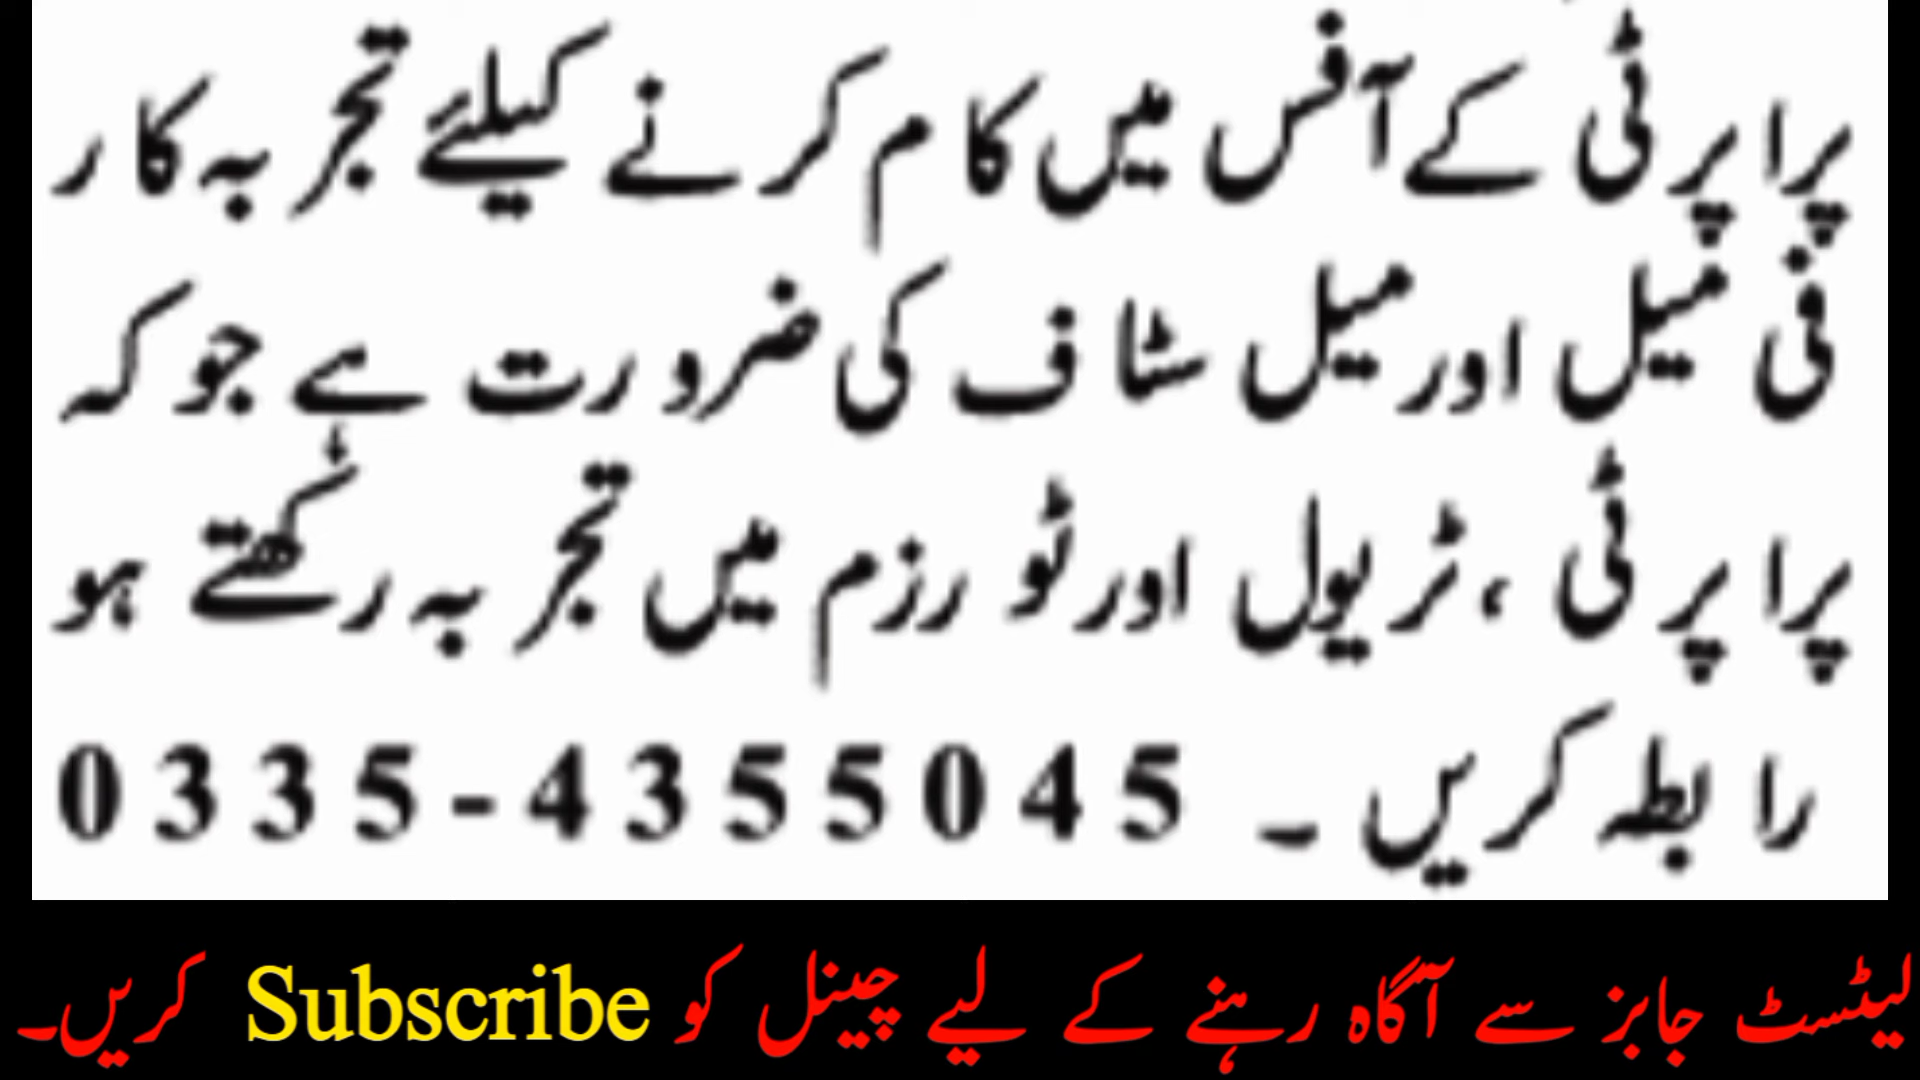 پراپرٹی کے آفس میں کام کرنے کیلئے تجربہ کار
فی میل اور میل سٹاف کی ضرورت ہے جو کہ
پراپرٹی ، ٹریول اور ٹورزم میں تجربہ رکھتے ہو
رابطہ کریں ۔ 0335-4355045
لیٹسٹ جابز سے آگاہ رہنے کے لیے چینل کو Subscribe کریں۔